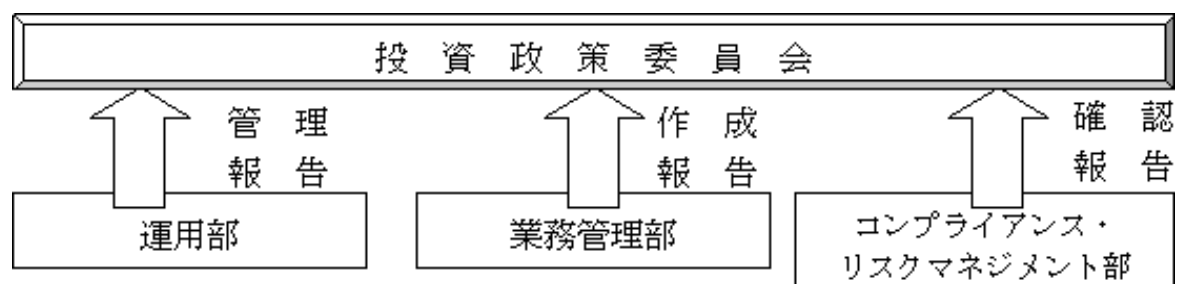 投資政策委員会
管理
報告
作成
報告
確認
報告
運用部
業務管理部
コンプライアンス・
リスクマネジメント部